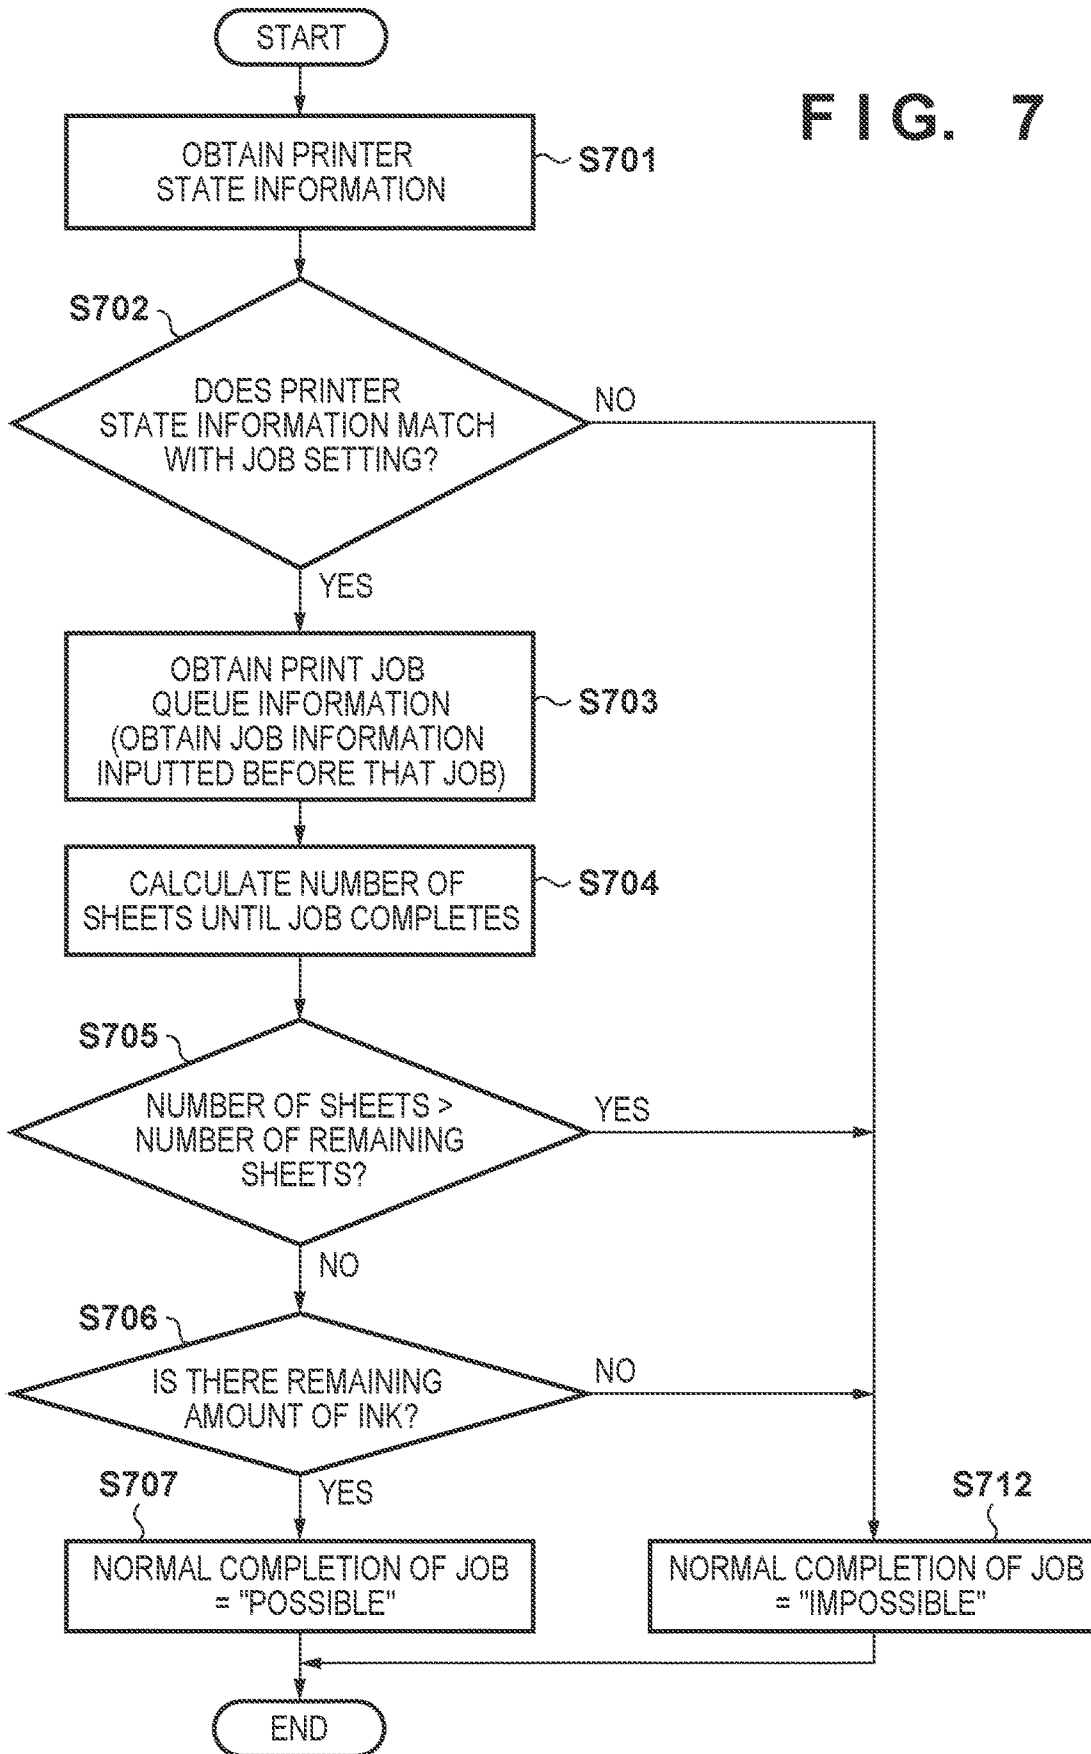 START
FIG. 7
OBTAIN PRINTER
STATE INFORMATION
S701
S702
DOES PRINTER
STATE INFORMATION MATCH
WITH JOB SETTING?
NO
YES
OBTAIN PRINT JOB
QUEUE INFORMATION
(OBTAIN JOB INFORMATION
INPUTTED BEFORE THAT JOB)
S703
CALCULATE NUMBER OF
SHEETS UNTIL JOB COMPLETES
S704
S705
NUMBER OF SHEETS >
NUMBER OF REMAINING
SHEETS?
YES
NO
S706
IS THERE REMAINING
AMOUNT OF INK?
NO
YES
S707
NORMAL COMPLETION OF JOB
= "POSSIBLE"
S712
NORMAL COMPLETION OF JOB
= "IMPOSSIBLE"
END